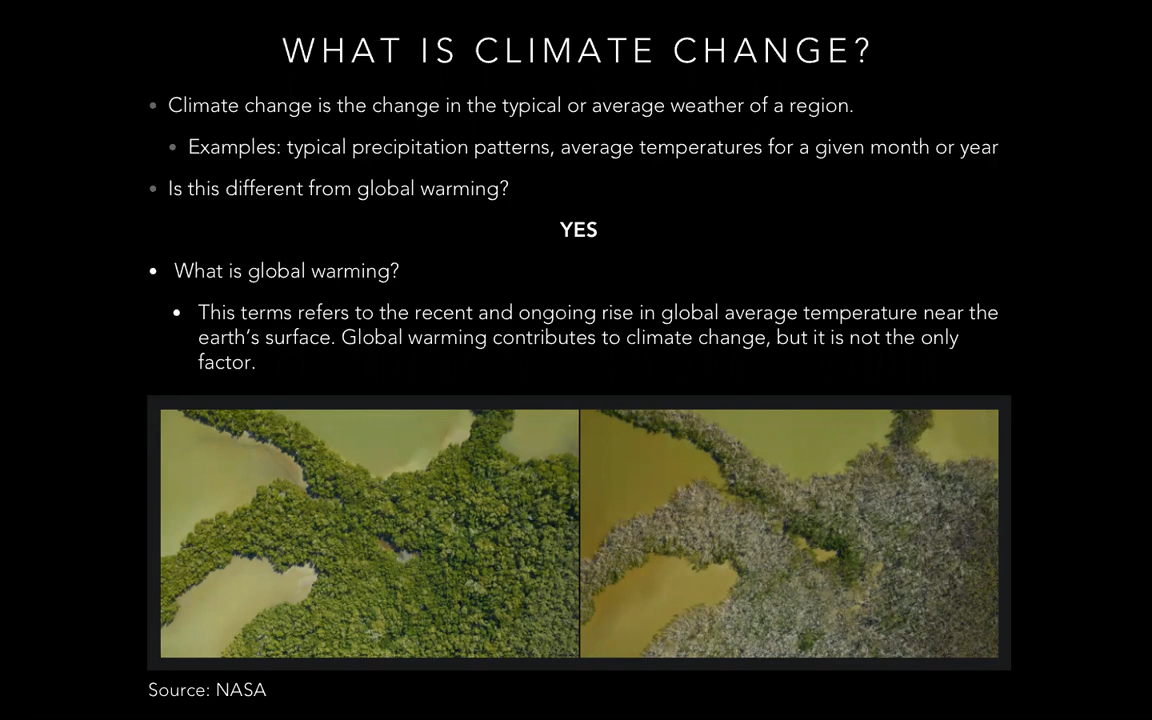 WHAT IS CLIMATE CHANGE?
• Climate change is the change in the typical or average weather of a region.
• Examples: typical precipitation patterns, average temperatures for a given month or year
• Is this different from global warming?
YES
• What is global warming?
• This terms refers to the recent and ongoing rise in global average temperature near the
earth's surface. Global warming contributes to climate change, but it is not the only
factor.
Source: NASA